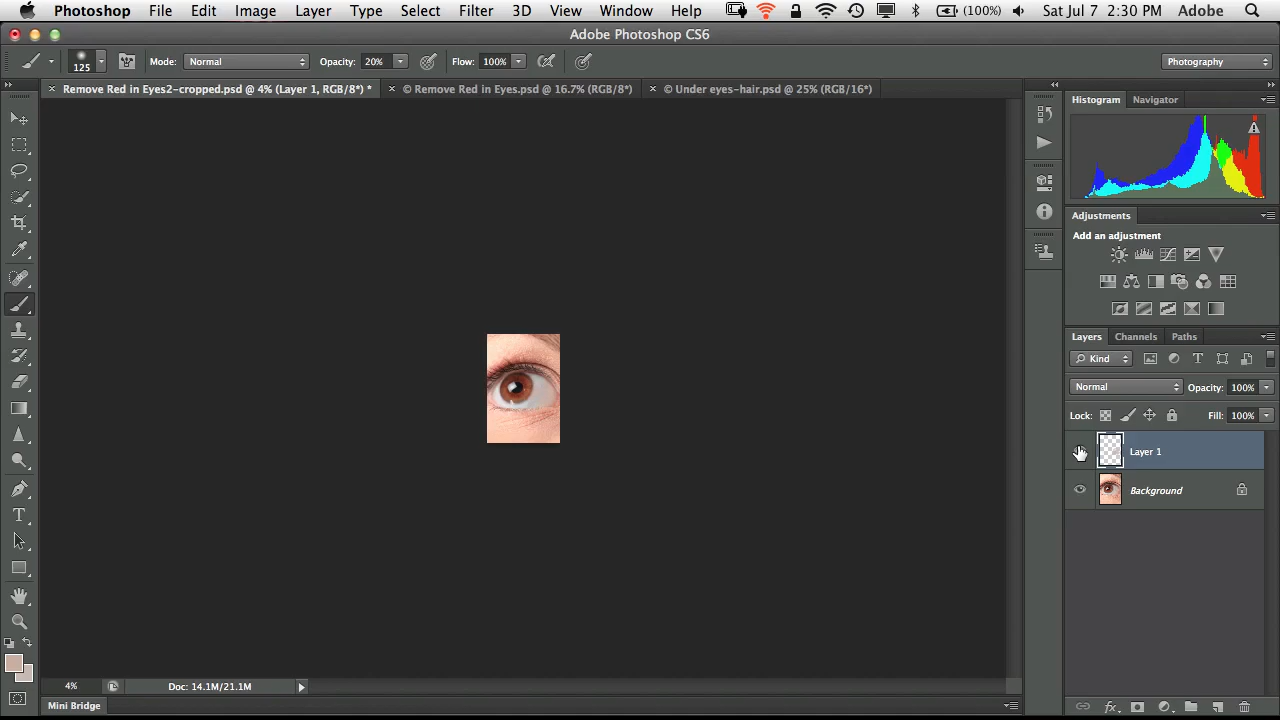 Photoshop File Edit Image Layer Type Select Filter 3D View Window Help (100%) Sat Jul 7 2:30 PM Adobe
Adobe Photoshop CS6
125 Mode: Normal Opacity: 20% Flow: 100% Photography
Remove Red in Eyes2-cropped.psd @ 4% (Layer 1, RGB/8*) * © Remove Red in Eyes.psd @ 16.7% (RGB/8*) © Under eyes-hair.psd @ 25% (RGB/16*)
Histogram Navigator
Adjustments
Add an adjustment
Layers Channels Paths
Kind
Normal Opacity: 100%
Lock: Fill: 100%
Layer 1
Background
4% Doc: 14.1M/21.1M
Mini Bridge